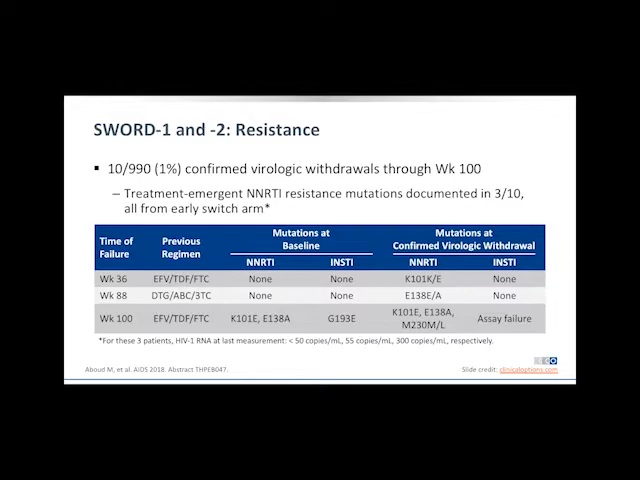 SWORD-1 and -2: Resistance
▪ 10/990 (1%) confirmed virologic withdrawals through Wk 100
– Treatment-emergent NNRTI resistance mutations documented in 3/10,
all from early switch arm*
Time of Failure Previous Regimen Mutations at Baseline Mutations at Confirmed Virologic Withdrawal
NNRTI INSTI NNRTI INSTI
Wk 36 EFV/TDF/FTC None None K101K/E None
Wk 88 DTG/ABC/3TC None None E138E/A None
Wk 100 EFV/TDF/FTC K101E, E138A G193E K101E, E138A, M230M/L Assay failure
*For these 3 patients, HIV-1 RNA at last measurement: < 50 copies/mL, 55 copies/mL, 300 copies/mL, respectively.
CCO
Aboud M, et al. AIDS 2018. Abstract THPEB047. Slide credit: clinicaloptions.com